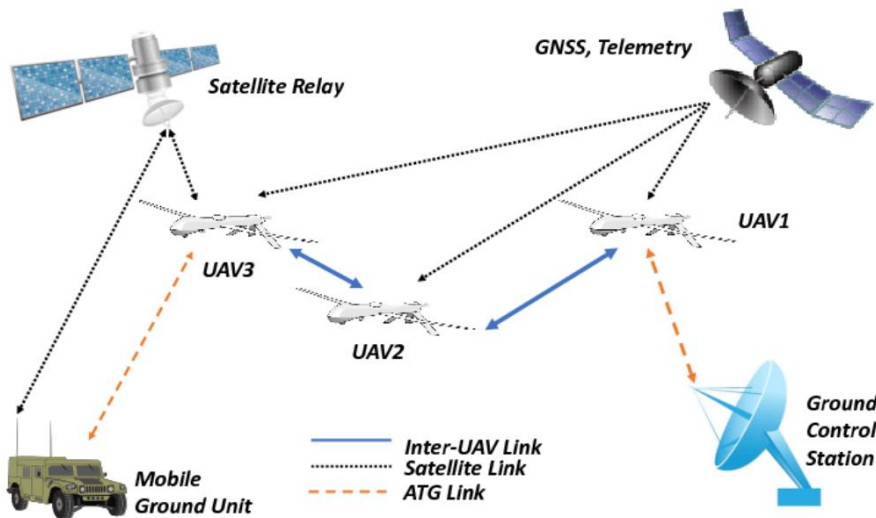 GNSS, Telemetry
Satellite Relay
UAV1
UAV3
UAV2
Ground
Control
Station
Inter-UAV Link
Satellite Link
ATG Link
Mobile
Ground Unit